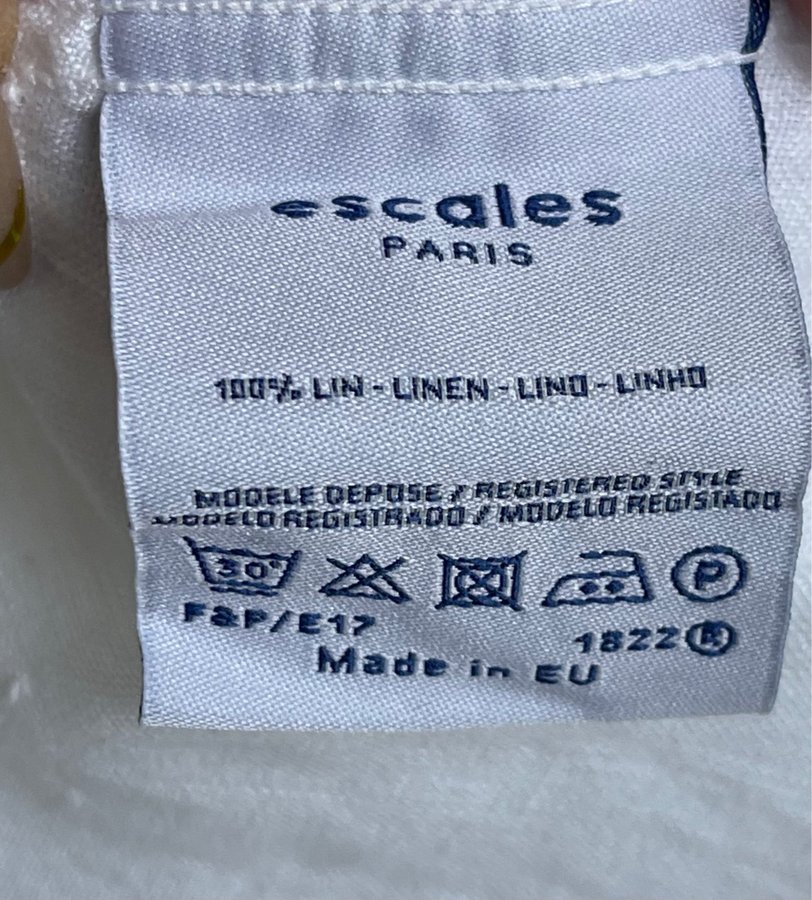 escales
PARIS
100% LIN - LINEN - LINO - LINHO
MODELE DEPOSE / REGISTERED STYLE
MODELO REGISTRADO / MODELO REGISTADO
30°
P
F&P/E17
1822 ®
Made in EU